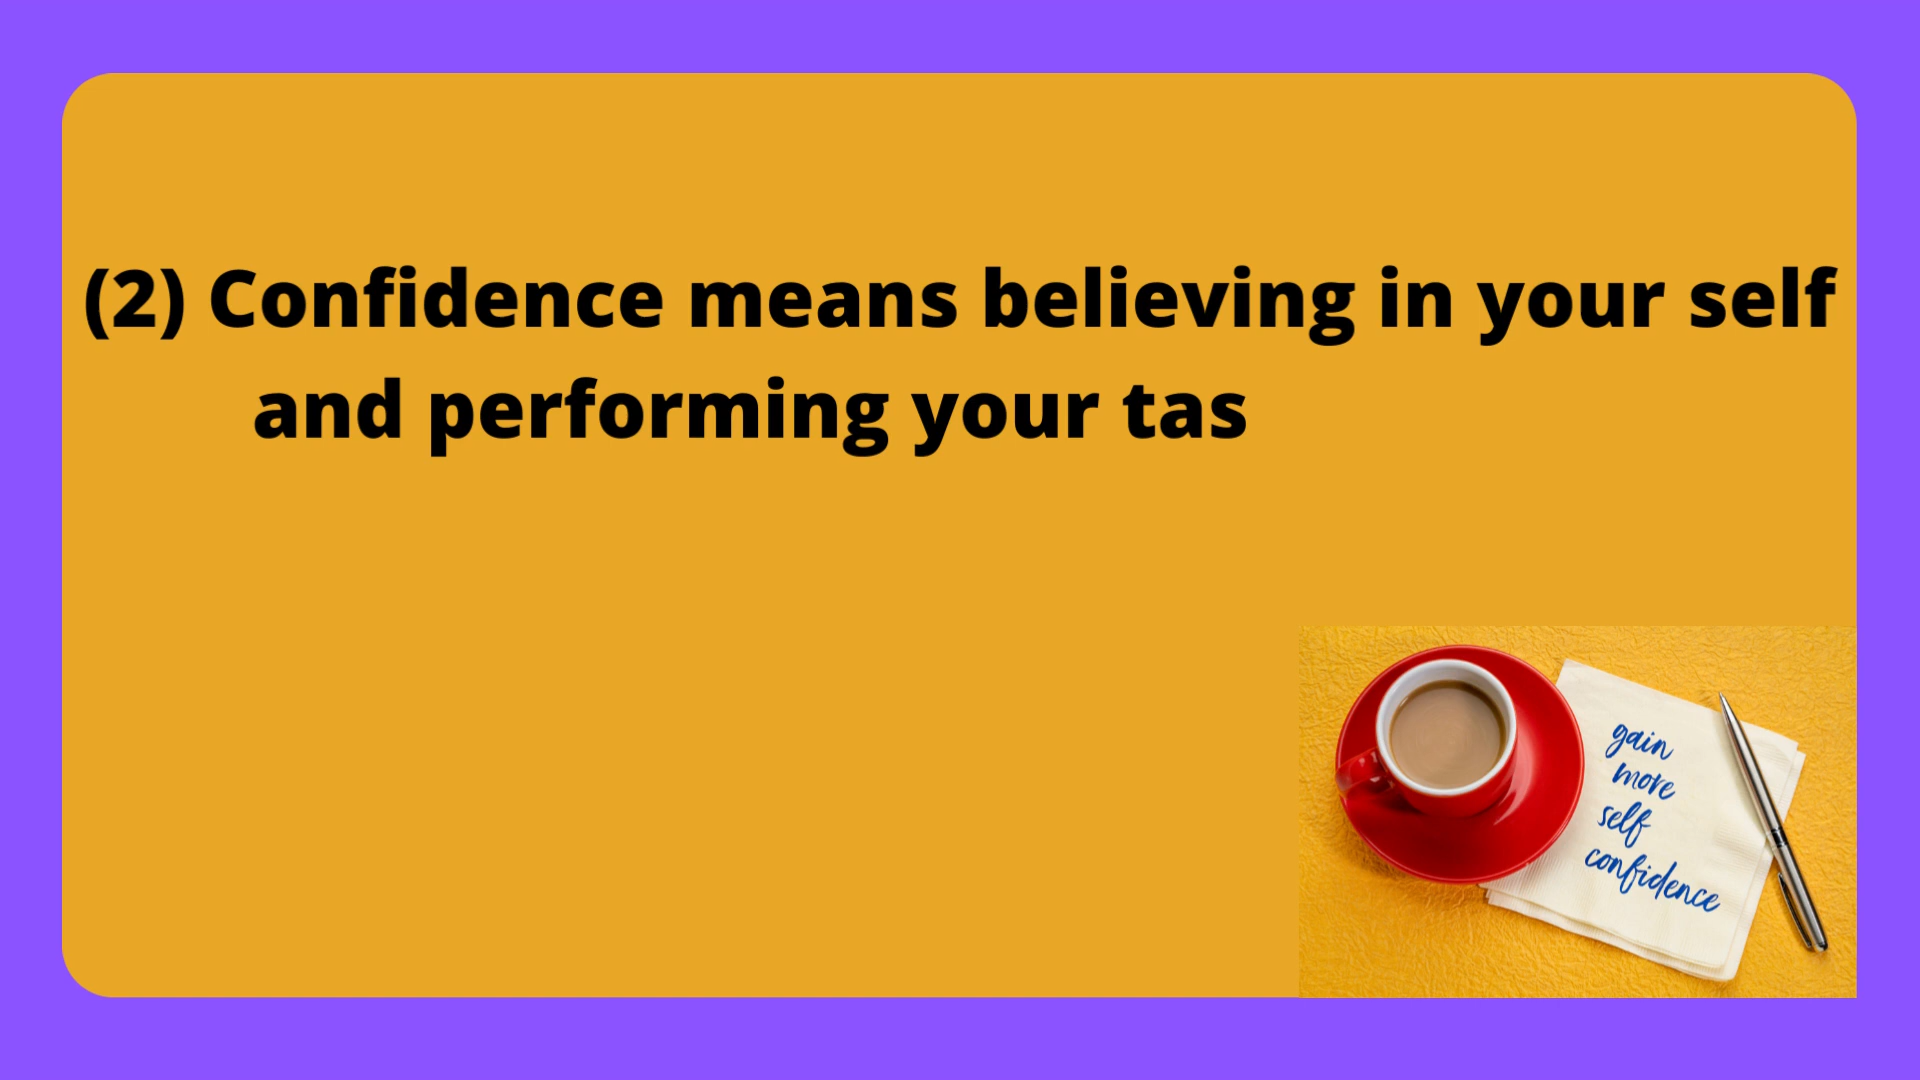 (2) Confidence means believing in your self
and performing your tas
gain
more
self
confidence